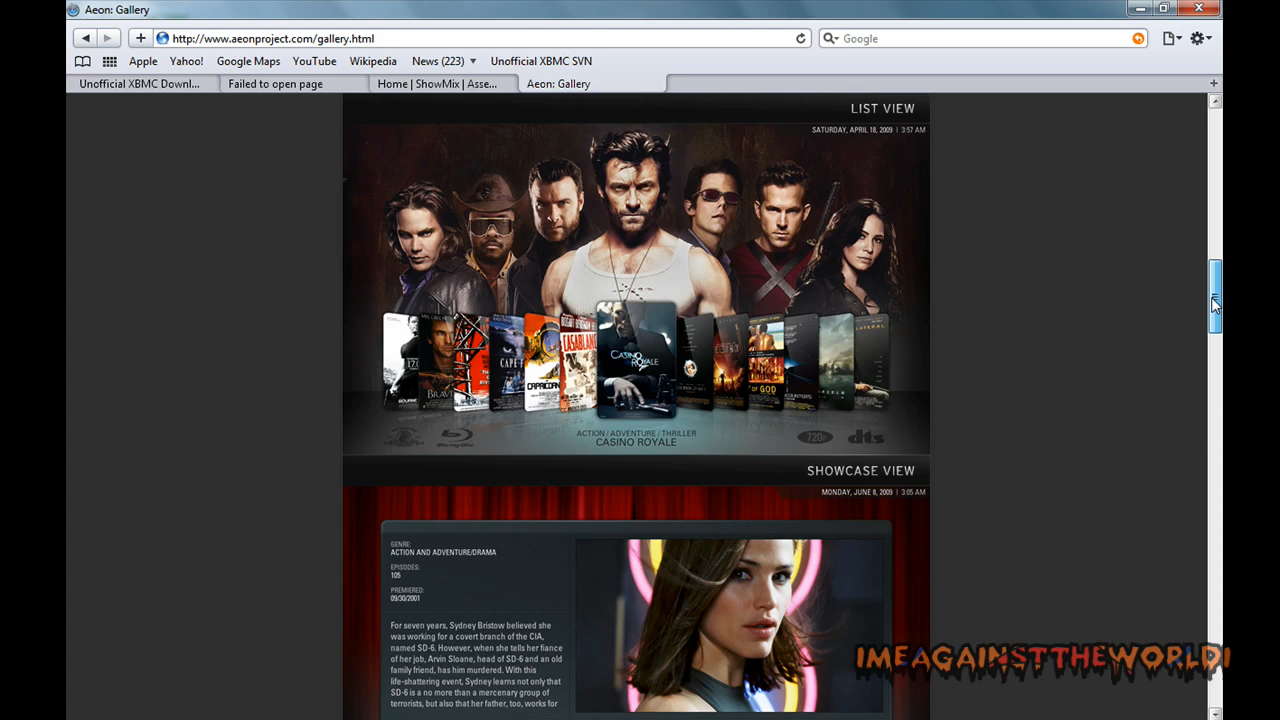 Aeon: Gallery
http://www.aeonproject.com/gallery.html
Google
Apple Yahoo! Google Maps YouTube Wikipedia News (223) Unofficial XBMC SVN
Unofficial XBMC Downl... Failed to open page Home | ShowMix | Asse... Aeon: Gallery
LIST VIEW
SATURDAY, APRIL 18, 2009 | 3:57 AM
CASINO ROYALE
Blu-ray Disc
720p
dts
ACTION / ADVENTURE / THRILLER
CASINO ROYALE
SHOWCASE VIEW
MONDAY, JUNE 8, 2009 | 3:05 AM
GENRE:
ACTION AND ADVENTURE/DRAMA
EPISODES:
105
PREMIERED:
09/30/2001
For seven years, Sydney Bristow believed she
was working for a covert branch of the CIA,
named SD-6. However, when she tells her fiance
of her job, Arvin Sloane, head of SD-6 and an old
family friend, has him murdered. With this
life-shattering event, Sydney learns not only that
SD-6 is a no more than a mercenary group of
terrorists, but also that her father, too, works for
IMEAGAINSTTHEWORLDI